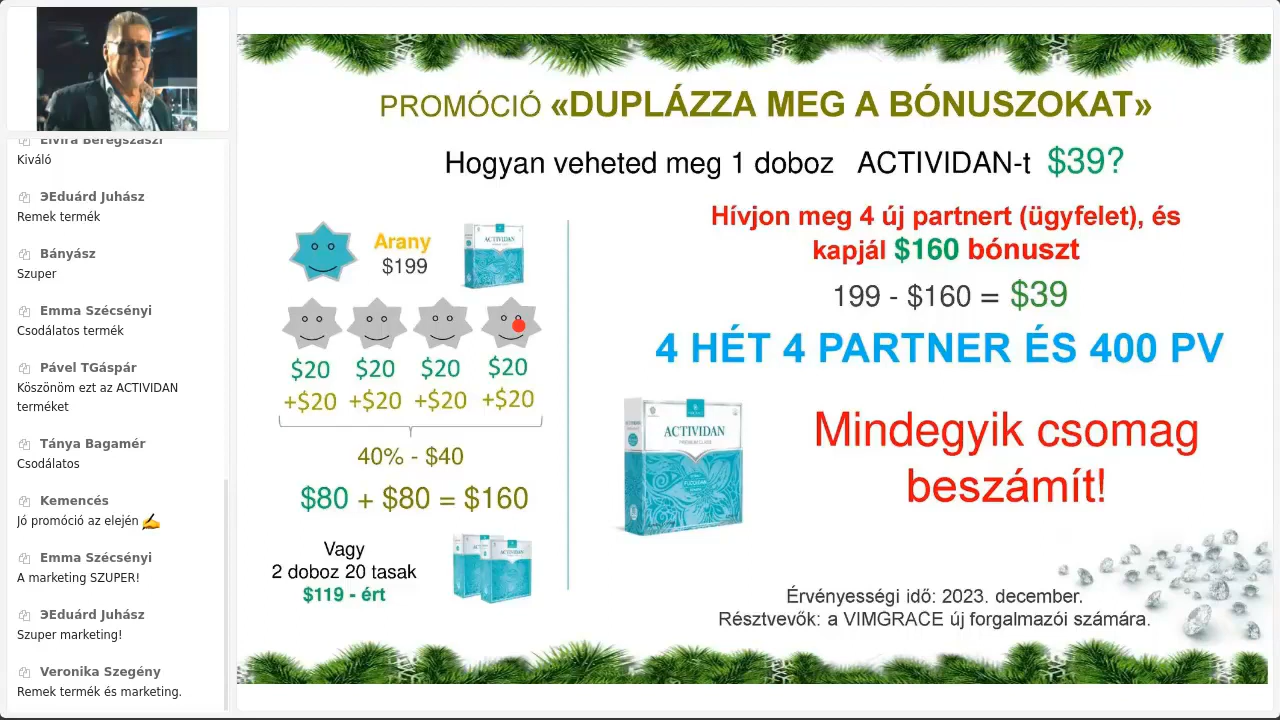 Elvira Beregszászi
Kiváló
ЭEduárd Juhász
Remek termék
Bányász
Szuper
Emma Szécsényi
Csodálatos termék
Pável TGáspár
Köszönöm ezt az ACTIVIDAN
terméket
Tánya Bagamér
Csodálatos
Kemencés
Jó promóció az elején ✍
Emma Szécsényi
A marketing SZUPER!
ЭEduárd Juhász
Szuper marketing!
Veronika Szegény
Remek termék és marketing.
PROMÓCIÓ «DUPLÁZZA MEG A BÓNUSZOKAT»
Hogyan veheted meg 1 doboz ACTIVIDAN-t $39?
Arany
$199
ACTIVIDAN
$20 $20 $20 $20
+$20 +$20 +$20 +$20
40% - $40
$80 + $80 = $160
Vagy
2 doboz 20 tasak
$119 - ért
ACTIVIDAN
Hívjon meg 4 új partnert (ügyfelet), és
kapjál $160 bónuszt
199 - $160 = $39
4 HÉT 4 PARTNER ÉS 400 PV
ACTIVIDAN
Mindegyik csomag
beszámít!
Érvényességi idő: 2023. december.
Résztvevők: a VIMGRACE új forgalmazói számára.